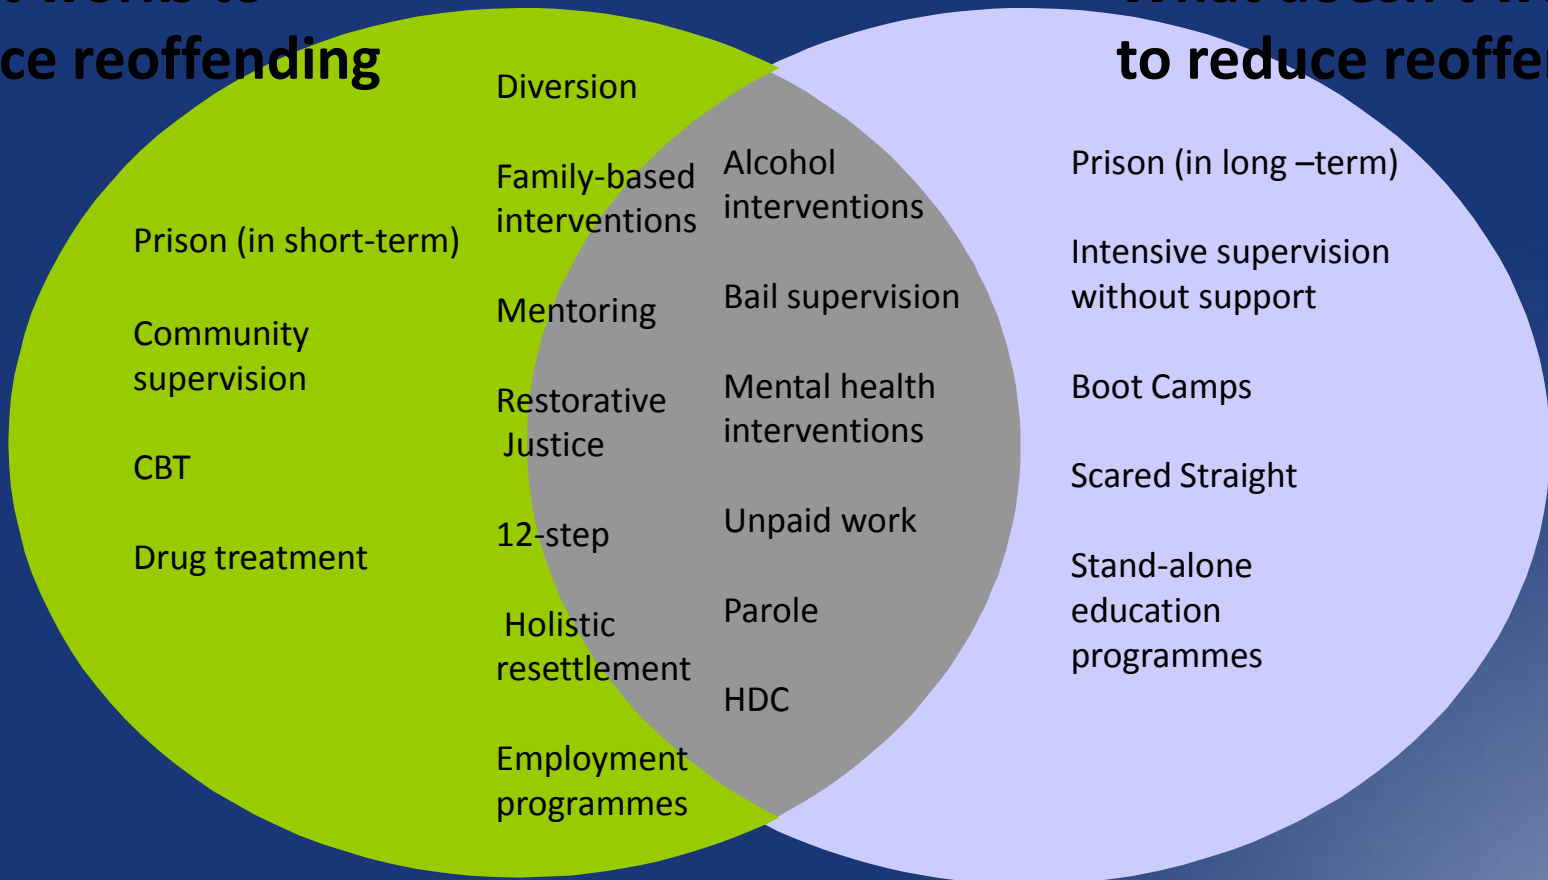 reoffending
to reduce
Diversion
Family-based
interventions
Mentoring
Restorative
Justice
12-step
Holistic
resettlement
Employment
programmes
Prison (in short-term)
Community
supervision
CBT
Drug treatment
Alcohol
interventions
Bail supervision
Mental health
interventions
Unpaid work
Parole
HDC
Prison (in long –term)
Intensive supervision
without support
Boot Camps
Scared Straight
Stand-alone
education
programmes